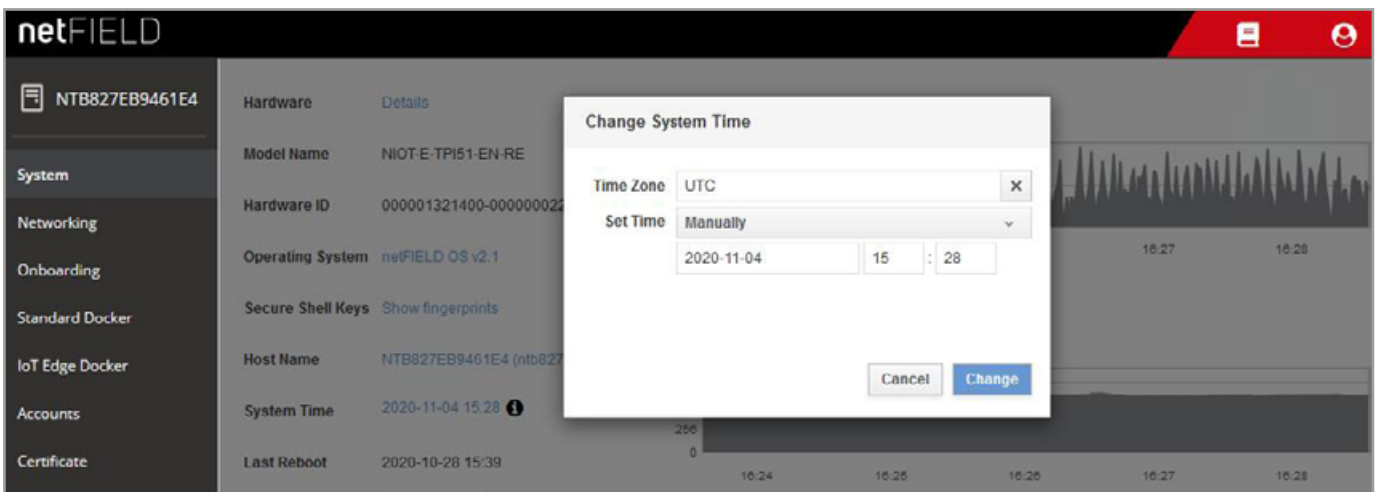 netFIELD
NTB827EB9461E4
System
Networking
Onboarding
Standard Docker
IoT Edge Docker
Accounts
Certificate
Hardware Details
Model Name NIOT-E-TPI51-EN-RE
Hardware ID 000001321400-000000022
Operating System netFIELD OS v2.1
Secure Shell Keys Show fingerprints
Host Name NTB827EB9461E4 (ntb827
System Time 2020-11-04 15:28
Last Reboot 2020-10-28 15:39
Change System Time
Time Zone UTC
Set Time Manually
2020-11-04 15 : 28
Cancel Change
16:27 16:28
256
0
16:24 16:25 16:26 16:27 16:28